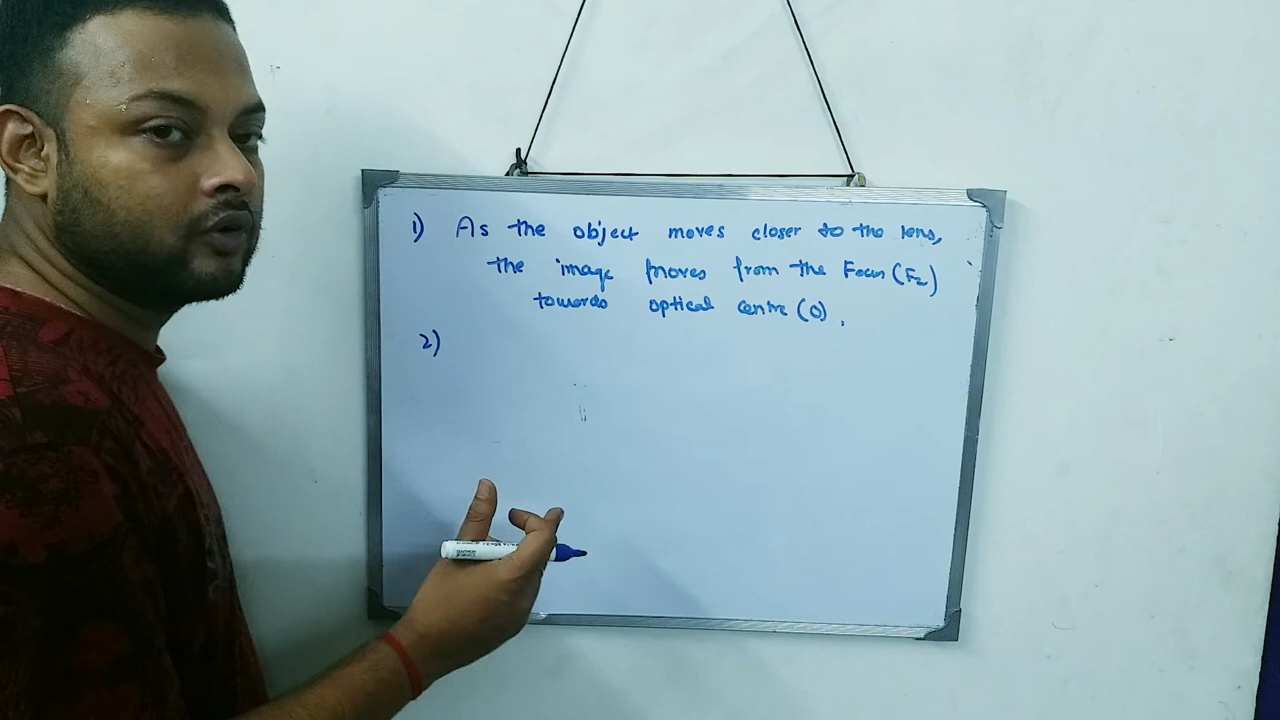 1) As the object moves closer to the lens,
the image moves from the Focus (F2)
towards optical centre (O).
2)